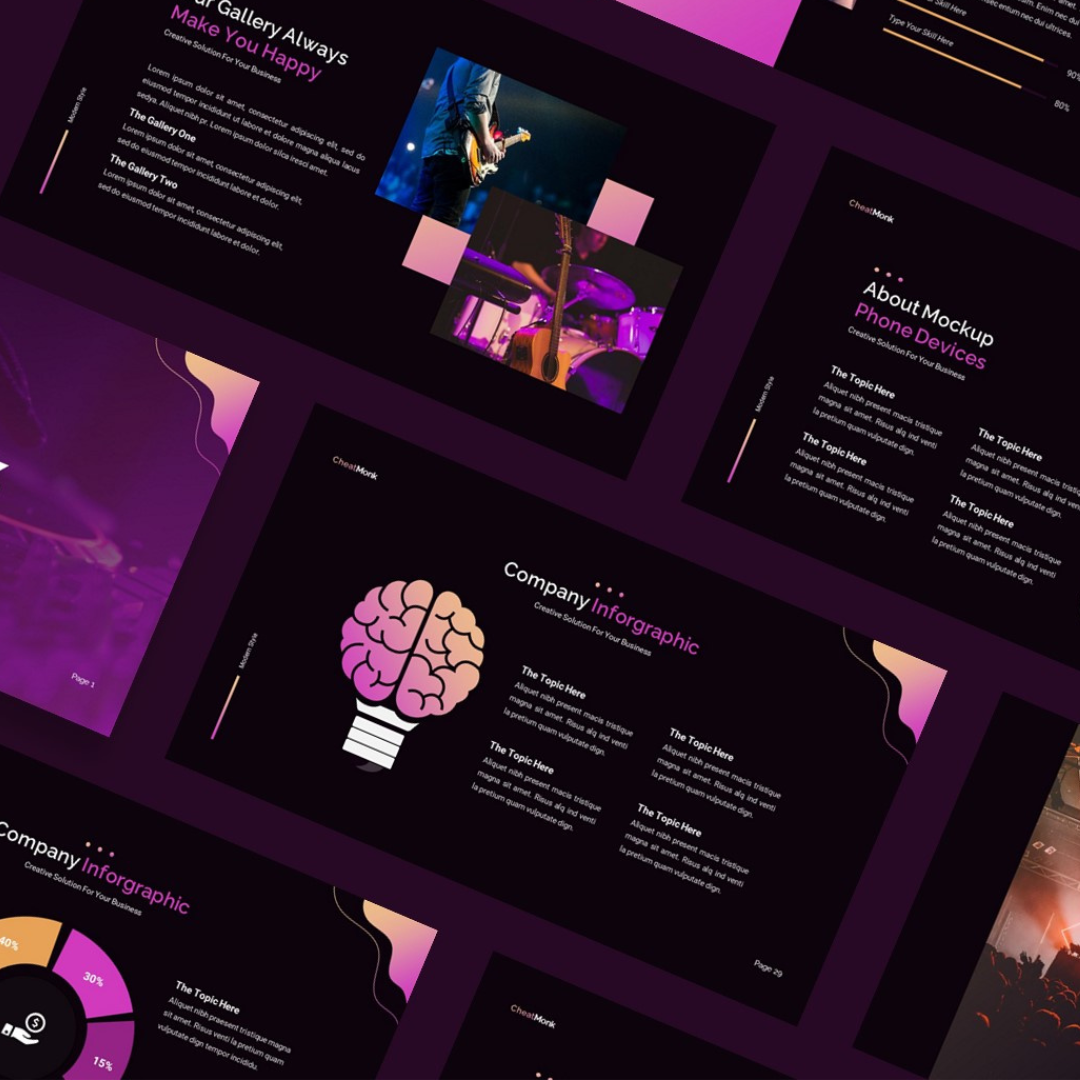 ur Gallery Always
Make You Happy
Creative Solution For Your Business
Lorem ipsum dolor sit amet, consectetur adipiscing elit, sed do
eiusmod tempor incididunt ut labore et dolore magna aliqua lacus
sedya. Aliquet nibh pr. Lorem ipsum dolor silca iresci amet.
The Gallery One
Lorem ipsum dolor sit amet, consectetur adipiscing elit,
sed do eiusmod tempor incididunt labore et dolor.
The Gallery Two
Lorem ipsum dolor sit amet, consectetur adipiscing elit,
sed do eiusmod tempor incididunt labore et dolor.
Modern Style
Skill Here
90%
Type Your Skill Here
80%
CheatMonk
About Mockup
Phone Devices
Creative Solution For Your Business
The Topic Here
Aliquet nibh present macis tristique
magna sit amet. Risus alq ind venti
la pretium quam vulputate dign.
The Topic Here
Aliquet nibh present macis tristique
magna sit amet. Risus alq ind venti
la pretium quam vulputate dign.
The Topic Here
Aliquet nibh present macis
magna sit amet. Risus alq ind venti
la pretium quam vulputate dign.
The Topic Here
Aliquet nibh present macis tristique
magna sit amet. Risus alq ind venti
la pretium quam vulputate dign.
Modern Style
Page 1
CheatMonk
Company Inforgraphic
Creative Solution For Your Business
The Topic Here
Aliquet nibh present macis tristique
magna sit amet. Risus alq ind venti
la pretium quam vulputate dign.
The Topic Here
Aliquet nibh present macis tristique
magna sit amet. Risus alq ind venti
la pretium quam vulputate dign.
The Topic Here
Aliquet nibh present macis tristique
magna sit amet. Risus alq ind venti
la pretium quam vulputate dign.
The Topic Here
Aliquet nibh present macis tristique
magna sit amet. Risus alq ind venti
la pretium quam vulputate dign.
Modern Style
Page 29
Company Inforgraphic
Creative Solution For Your Business
40%
30%
15%
$
The Topic Here
Aliquet nibh praesent tristique magna
sit amet. Risus venti la pretium quam
vulputate dign tempor incididu.
CheatMonk